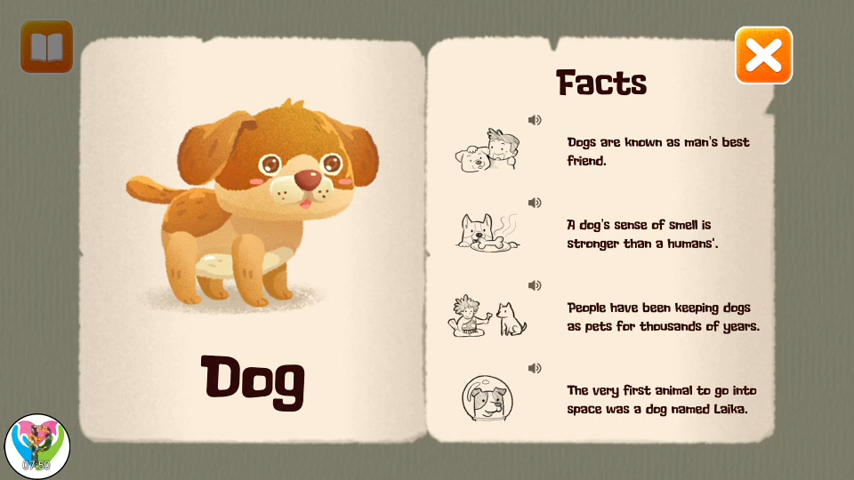 Dog
Facts
Dogs are known as man's best
friend.
A dog's sense of smell is
stronger than a humans'.
People have been keeping dogs
as pets for thousands of years.
The very first animal to go into
space was a dog named Laika.
07:50